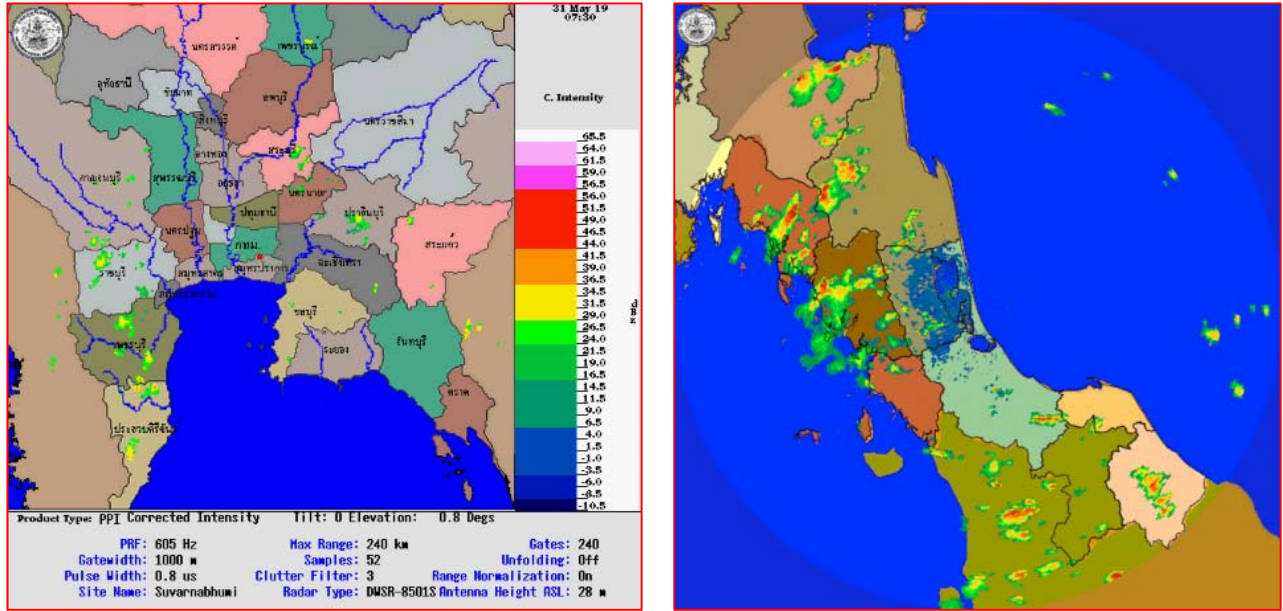 31 May 19
07:30
นครสวรรค์
เพชรบูรณ์
อุทัยธานี
ชัยนาท
ลพบุรี
C. Intensity
สิงหบุรี
นครราชสีมา
อ่างทอง
สระบุรี
กาญจนบุรี
สุพรรณบุรี
อยุธยา
นครนายก
ปทุมธานี
ปราจีนบุรี
นครปฐม
กทม.
สระแก้ว
ราชบุรี
สมุทรสาคร
สมุทรปราการ
ฉะเชิงเทรา
สมุทรสงคราม
ชลบุรี
เพชรบุรี
ระยอง
จันทบุรี
ตราด
ประจวบคีรีขันธ์
65.5
64.0
61.5
59.0
56.5
56.0
51.5
49.0
46.5
44.0
41.5
39.0
36.5
34.5
31.5
29.0
26.5
24.0
21.5
19.0
16.5
14.5
11.5
9.0
6.5
4.0
1.5
-1.0
-3.5
-6.0
-8.5
-10.5
Product Type: PPI Corrected Intensity Tilt: 0 Elevation: 0.8 Degs
PRF: 605 Hz Max Range: 240 km Gates: 240
Gatewidth: 1000 m Samples: 52 Unfolding: Off
Pulse Width: 0.8 us Clutter Filter: 3 Range Normalization: On
Site Name: Suvarnabhumi Radar Type: DWSR-8501S Antenna Height ASL: 28 m